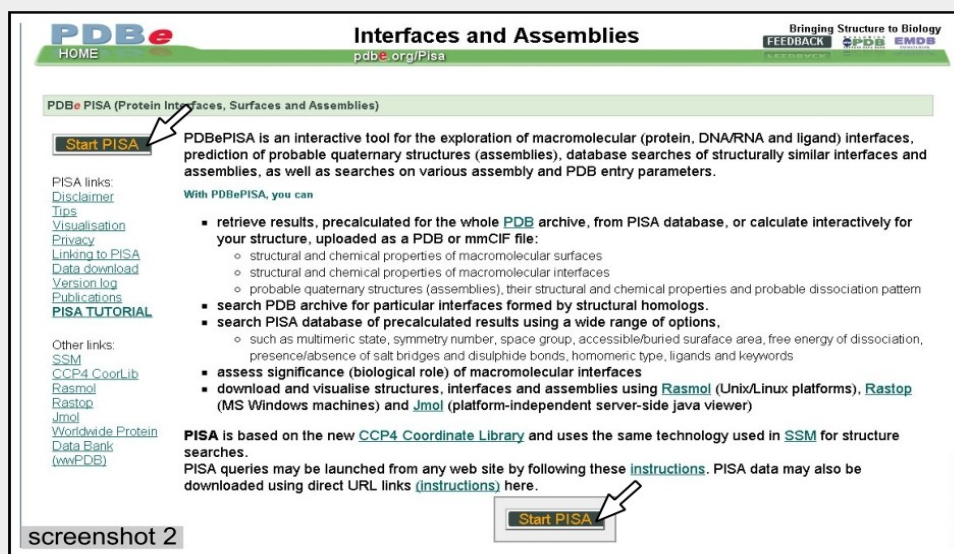 PDBe
HOME
Interfaces and Assemblies
pdbe.org/Pisa
Bringing Structure to Biology
FEEDBACK PDB EMDB
PDBe PISA (Protein Interfaces, Surfaces and Assemblies)
Start PISA
PISA links:
Disclaimer
Tips
Visualisation
Privacy
Linking to PISA
Data download
Version log
Publications
PISA TUTORIAL
Other links:
SSM
CCP4 CoorLib
Rasmol
Rastop
Jmol
Worldwide Protein
Data Bank
(wwPDB)
PDBePISA is an interactive tool for the exploration of macromolecular (protein, DNA/RNA and ligand) interfaces,
prediction of probable quaternary structures (assemblies), database searches of structurally similar interfaces and
assemblies, as well as searches on various assembly and PDB entry parameters.
With PDBePISA, you can
▪ retrieve results, precalculated for the whole PDB archive, from PISA database, or calculate interactively for
your structure, uploaded as a PDB or mmCIF file:
○ structural and chemical properties of macromolecular surfaces
○ structural and chemical properties of macromolecular interfaces
○ probable quaternary structures (assemblies), their structural and chemical properties and probable dissociation pattern
▪ search PDB archive for particular interfaces formed by structural homologs.
▪ search PISA database of precalculated results using a wide range of options,
○ such as multimeric state, symmetry number, space group, accessible/buried suraface area, free energy of dissociation,
presence/absence of salt bridges and disulphide bonds, homomeric type, ligands and keywords
▪ assess significance (biological role) of macromolecular interfaces
▪ download and visualise structures, interfaces and assemblies using Rasmol (Unix/Linux platforms), Rastop
(MS Windows machines) and Jmol (platform-independent server-side java viewer)
PISA is based on the new CCP4 Coordinate Library and uses the same technology used in SSM for structure
searches.
PISA queries may be launched from any web site by following these instructions. PISA data may also be
downloaded using direct URL links (instructions) here.
Start PISA
screenshot 2